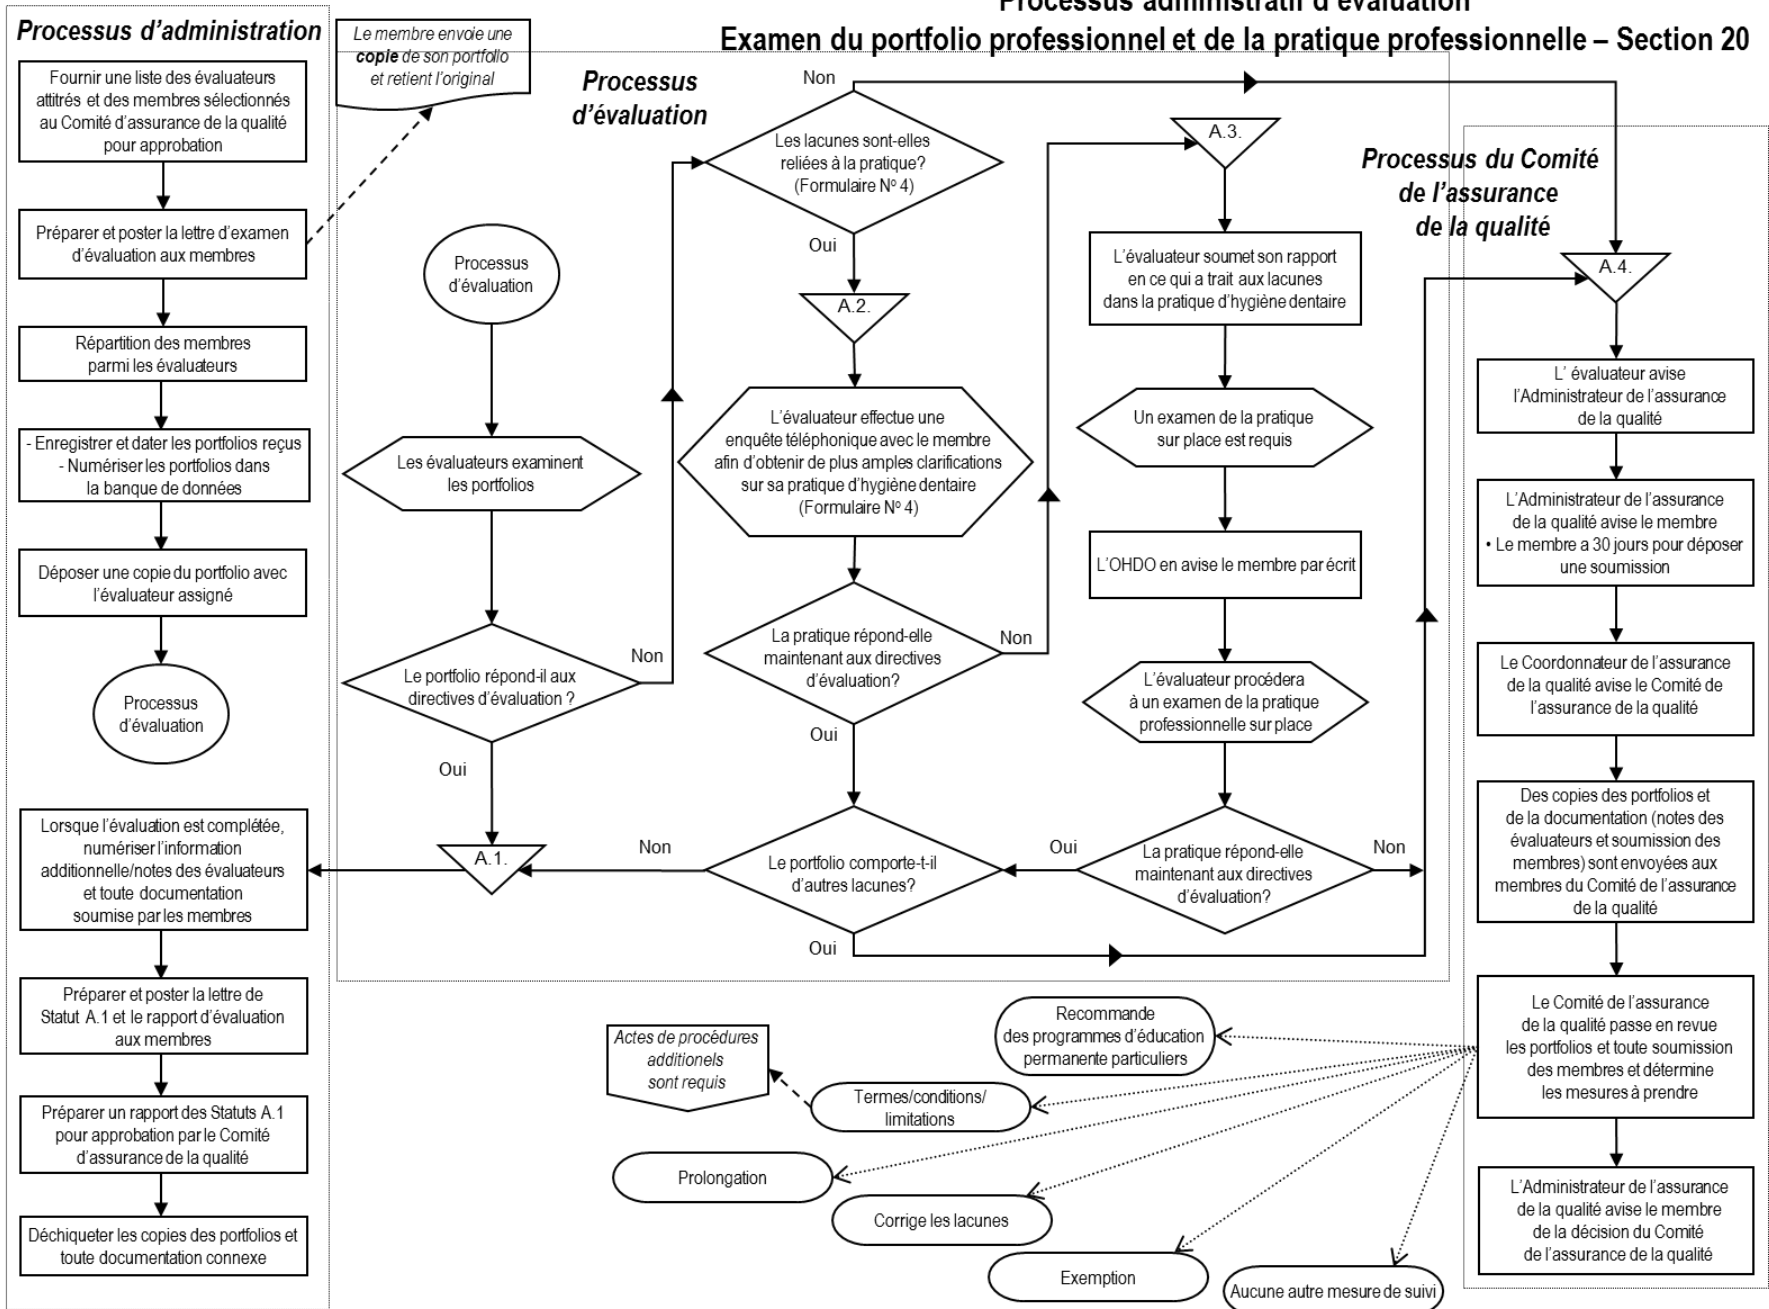 Processus administratif d'évaluation
Examen du portfolio professionnel et de la pratique professionnelle – Section 20
Processus d'administration
Fournir une liste des évaluateurs
attitrés et des membres sélectionnés
au Comité d'assurance de la qualité
pour approbation
Préparer et poster la lettre d'examen
d'évaluation aux membres
Répartition des membres
parmi les évaluateurs
- Enregistrer et dater les portfolios reçus
- Numériser les portfolios dans
la banque de données
Déposer une copie du portfolio avec
l'évaluateur assigné
Processus
d'évaluation
Lorsque l'évaluation est complétée,
numériser l'information
additionnelle/notes des évaluateurs
et toute documentation
soumise par les membres
Préparer et poster la lettre de
Statut A.1 et le rapport d'évaluation
aux membres
Préparer un rapport des Statuts A.1
pour approbation par le Comité
d'assurance de la qualité
Déchiqueter les copies des portfolios et
toute documentation connexe
Le membre envoie une
copie de son portfolio
et retient l'original
Processus
d'évaluation
Processus
d'évaluation
Les évaluateurs examinent
les portfolios
Le portfolio répond-il aux
directives d'évaluation ?
Non
Oui
A.1.
Non
Les lacunes sont-elles
reliées à la pratique?
(Formulaire Nº 4)
Oui
A.2.
L'évaluateur effectue une
enquête téléphonique avec le membre
afin d'obtenir de plus amples clarifications
sur sa pratique d'hygiène dentaire
(Formulaire Nº 4)
La pratique répond-elle
maintenant aux directives
d'évaluation?
Non
Oui
Le portfolio comporte-t-il
d'autres lacunes?
Non
Oui
A.3.
L'évaluateur soumet son rapport
en ce qui a trait aux lacunes
dans la pratique d'hygiène dentaire
Un examen de la pratique
sur place est requis
L'OHDO en avise le membre par écrit
L'évaluateur procédera
à un examen de la pratique
professionnelle sur place
La pratique répond-elle
maintenant aux directives
d'évaluation?
Oui
Non
Processus du Comité
de l'assurance
de la qualité
A.4.
L' évaluateur avise
l'Administrateur de l'assurance
de la qualité
L'Administrateur de l'assurance
de la qualité avise le membre
• Le membre a 30 jours pour déposer
une soumission
Le Coordonnateur de l'assurance
de la qualité avise le Comité de
l'assurance de la qualité
Des copies des portfolios et
de la documentation (notes des
évaluateurs et soumission des
membres) sont envoyées aux
membres du Comité de l'assurance
de la qualité
Le Comité de l'assurance
de la qualité passe en revue
les portfolios et toute soumission
des membres et détermine
les mesures à prendre
L'Administrateur de l'assurance
de la qualité avise le membre
de la décision du Comité
de l'assurance de la qualité
Recommande
des programmes d'éducation
permanente particuliers
Actes de procédures
additionels
sont requis
Termes/conditions/
limitations
Prolongation
Corrige les lacunes
Exemption
Aucune autre mesure de suivi